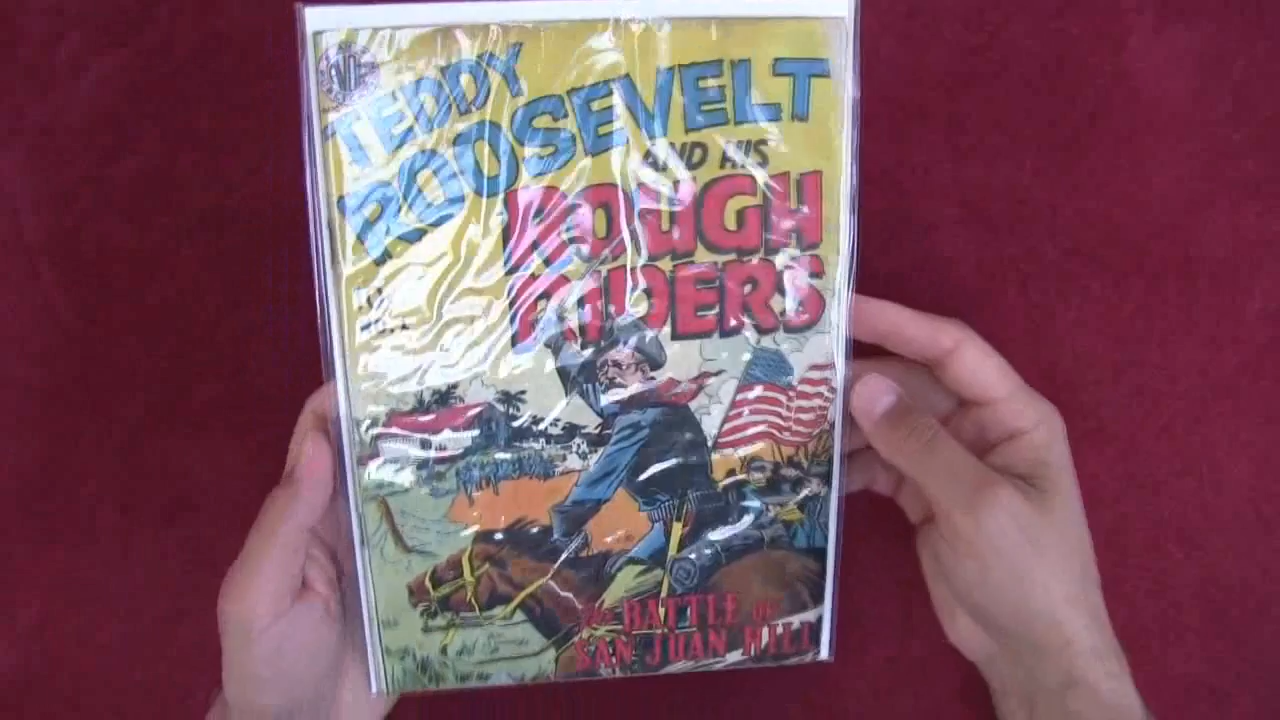 TEDDY
ROOSEVELT
AND HIS
ROUGH
RIDERS
The BATTLE OF
SAN JUAN HILL